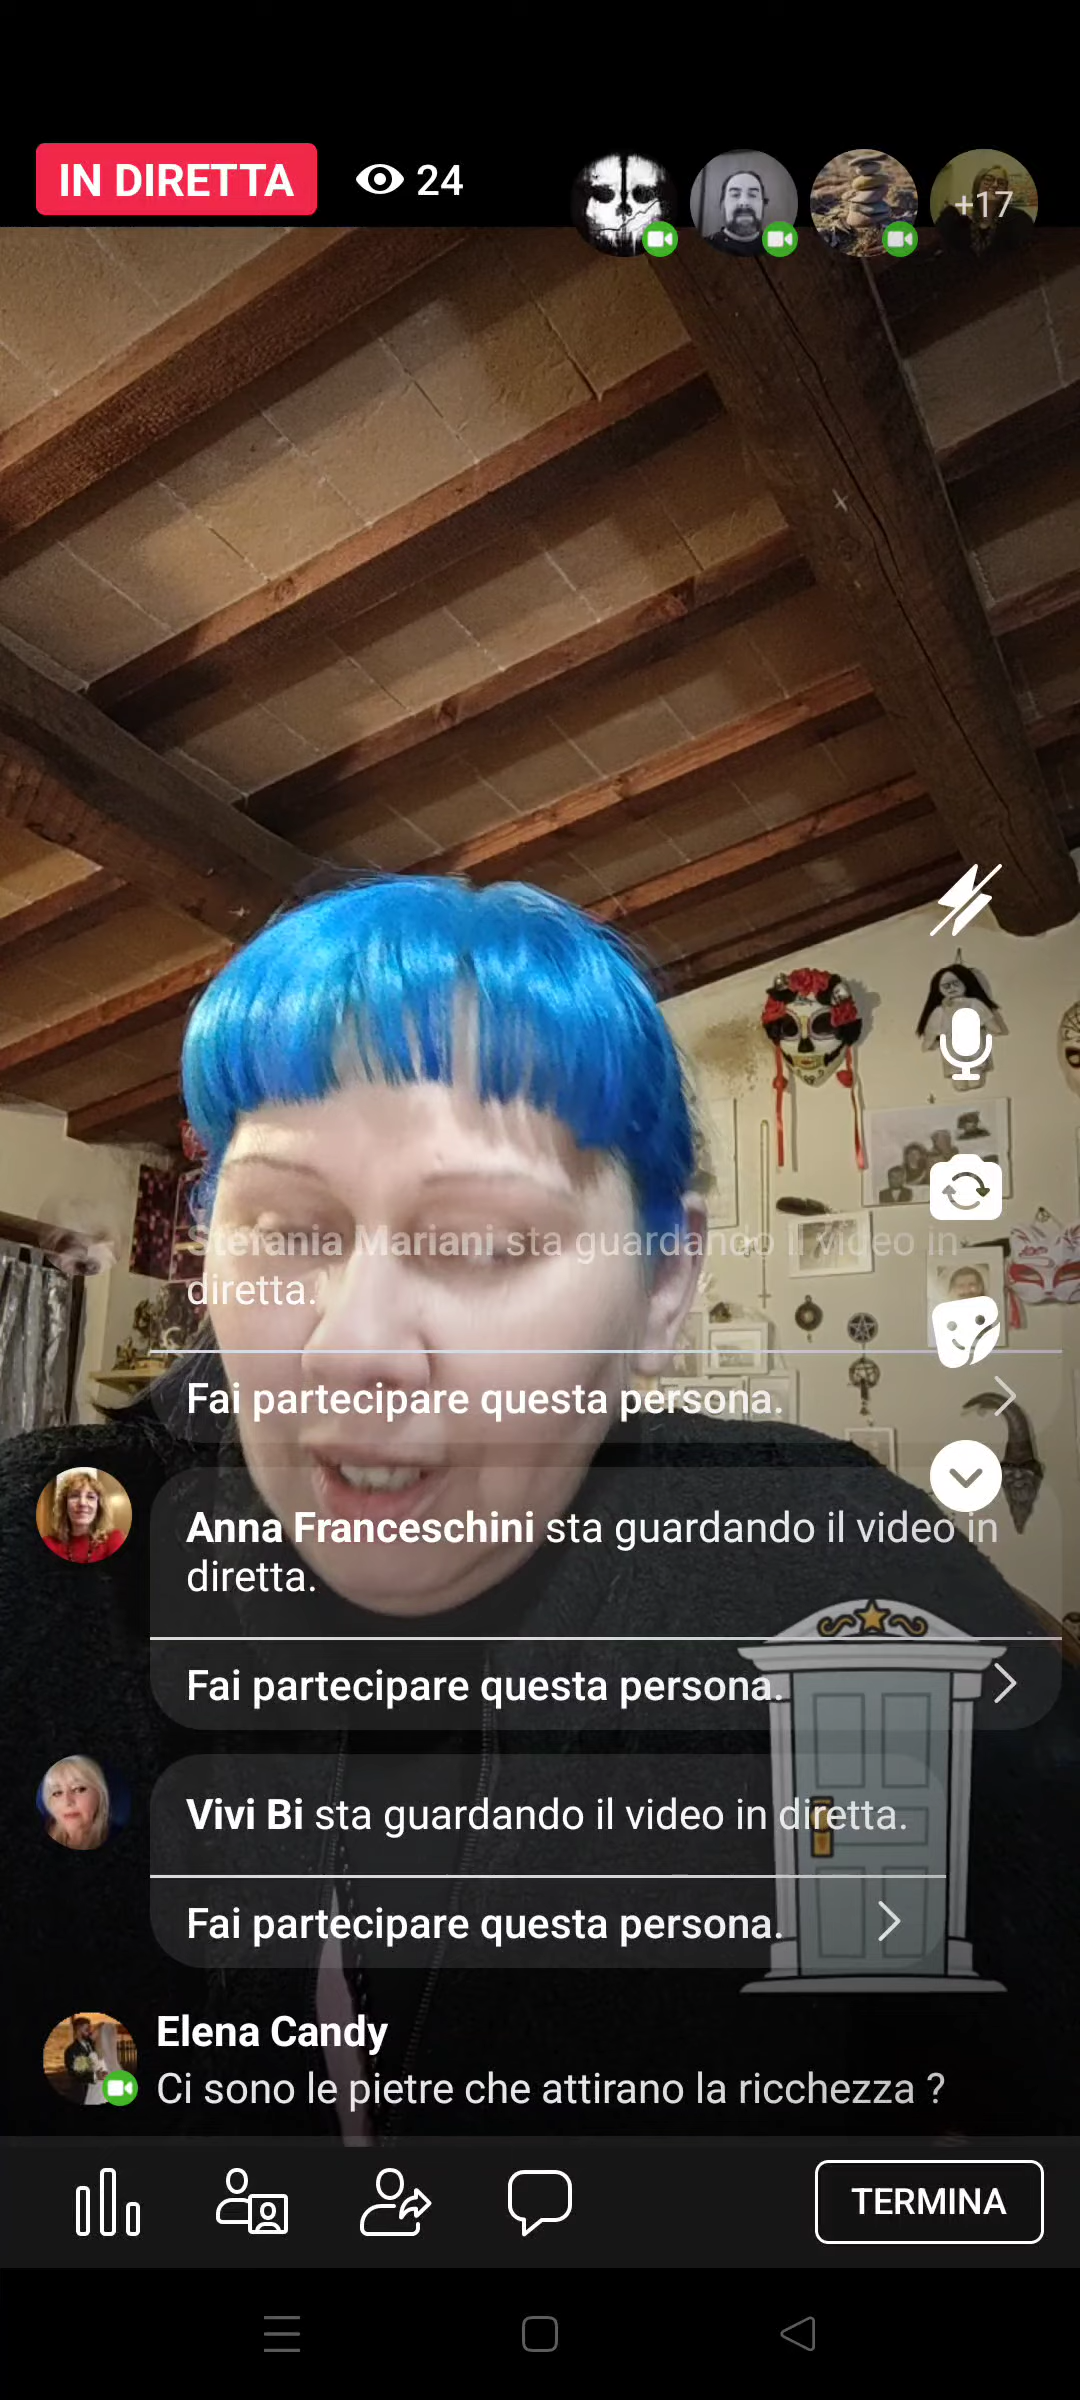 IN DIRETTA
24
+17
Stefania Mariani sta guardando il video in
diretta.
Fai partecipare questa persona.
Anna Franceschini sta guardando il video in
diretta.
Fai partecipare questa persona.
Vivi Bi sta guardando il video in diretta.
Fai partecipare questa persona.
Elena Candy
Ci sono le pietre che attirano la ricchezza ?
TERMINA